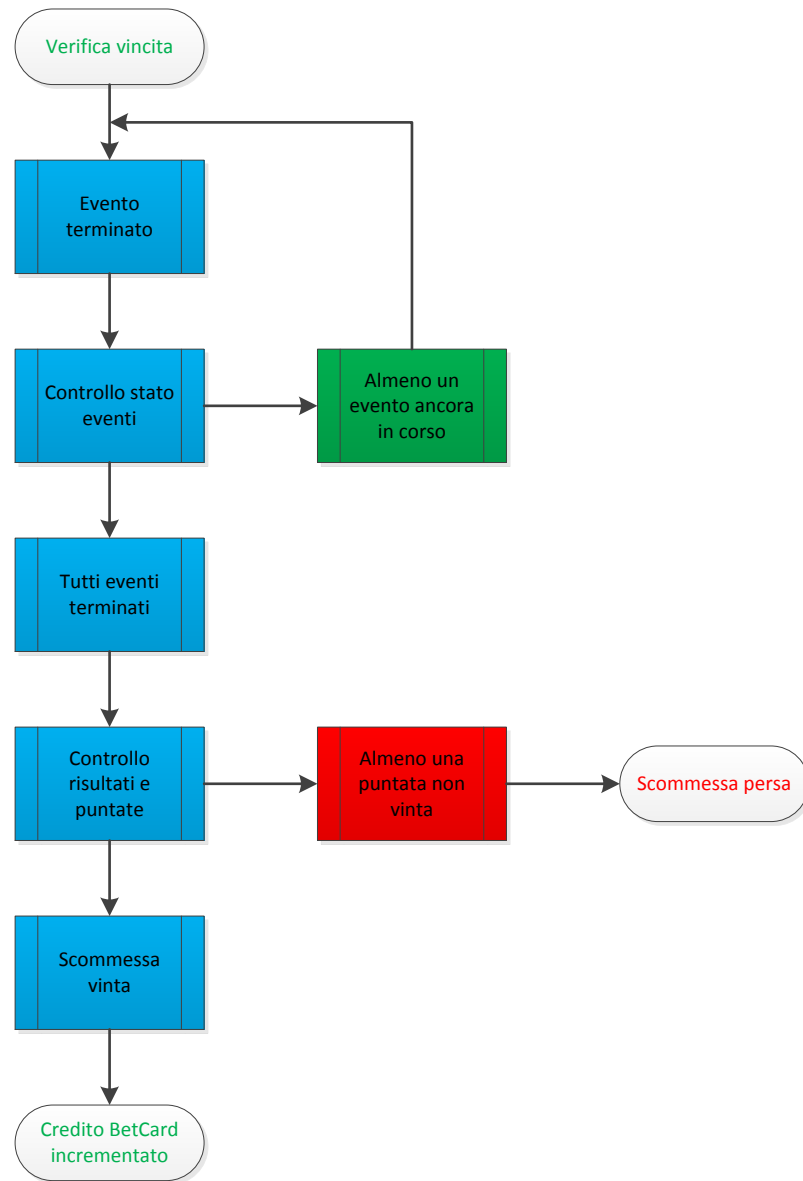 Verifica vincita
Evento
terminato
Controllo stato
eventi
Almeno un
evento ancora
in corso
Tutti eventi
terminati
Controllo
risultati e
puntate
Almeno una
puntata non
vinta
Scommessa persa
Scommessa
vinta
Credito BetCard
incrementato